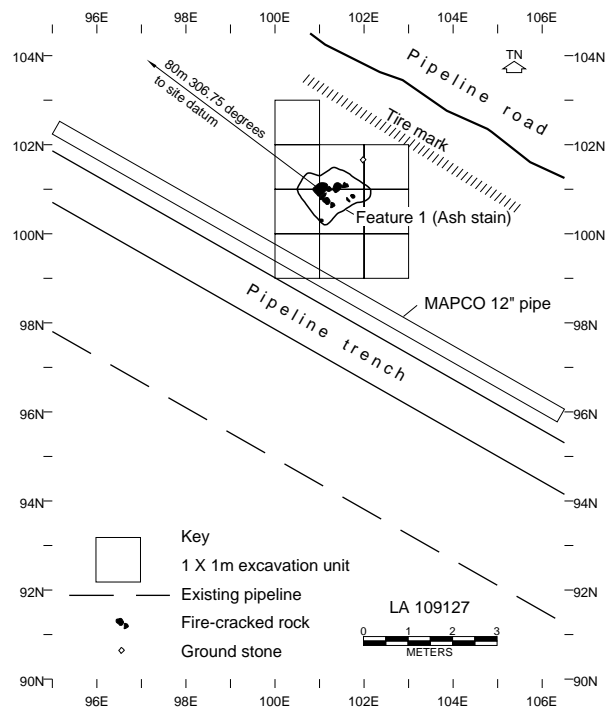 96E 98E 100E 102E 104E 106E
104N 104N
TN
Pipeline road
80m 306.75 degrees
to site datum
Tire mark
102N 102N
Feature 1 (Ash stain)
100N 100N
MAPCO 12" pipe
98N 98N
Pipeline trench
96N 96N
94N 94N
Key
1 X 1m excavation unit
92N 92N
Existing pipeline
LA 109127
Fire-cracked rock
0 1 2 3
METERS
Ground stone
90N 90N
96E 98E 100E 102E 104E 106E